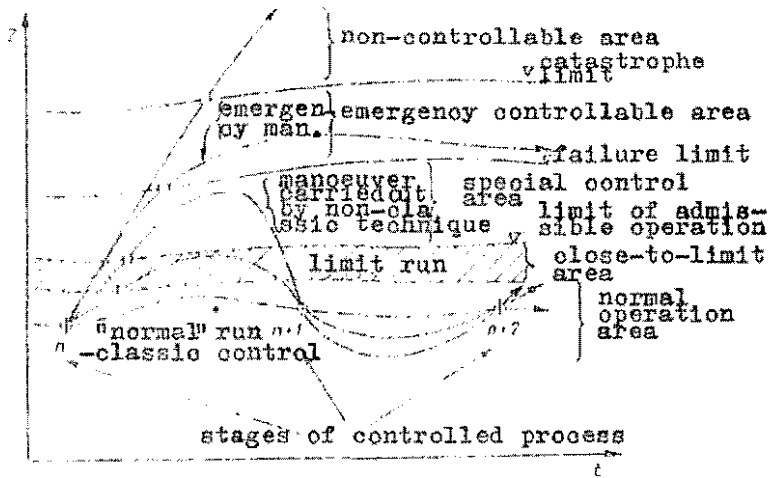 non-controllable area
catastrophe
limit
emergen-
cy man.
emergency controllable area
failure limit
manoeuver
carried out
by non-cla
ssic technique
special control
area
limit of admis-
sible operation
limit run
close-to-limit
area
normal
operation
area
"normal" run
-classic control
n
n+1
n+2
stages of controlled process
t